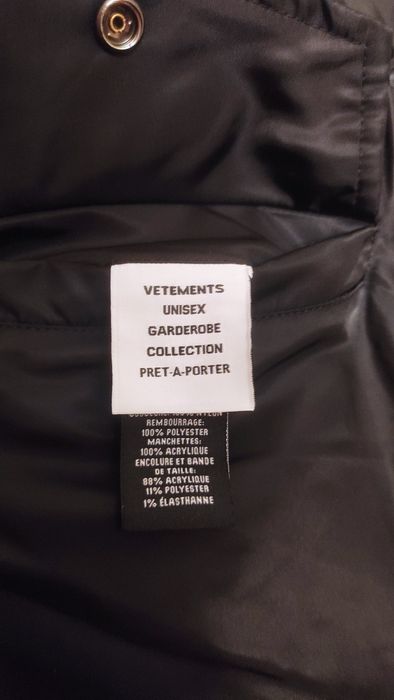 VETEMENTS
UNISEX
GARDEROBE
COLLECTION
PRET-A-PORTER
REMBOURRAGE:
100% POLYESTER
MANCHETTES:
100% ACRYLIQUE
ENCOLURE ET BANDE
DE TAILLE:
88% ACRYLIQUE
11% POLYESTER
1% ÉLASTHANNE